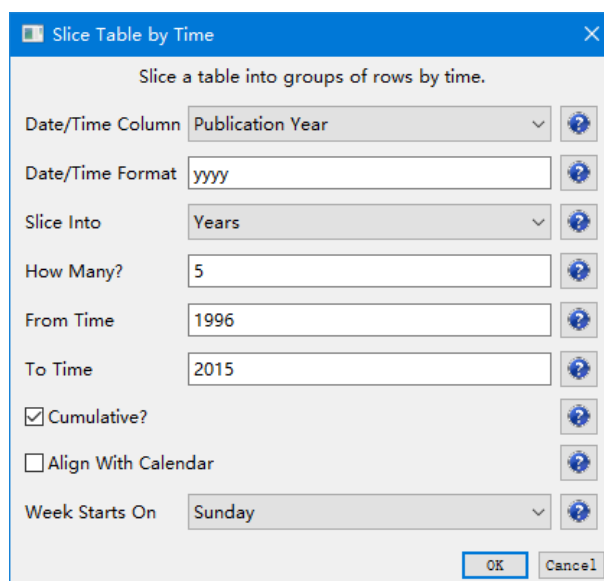 Slice Table by Time
Slice a table into groups of rows by time.
Date/Time Column Publication Year
Date/Time Format yyyy
Slice Into Years
How Many? 5
From Time 1996
To Time 2015
Cumulative?
Align With Calendar
Week Starts On Sunday
OK Cancel